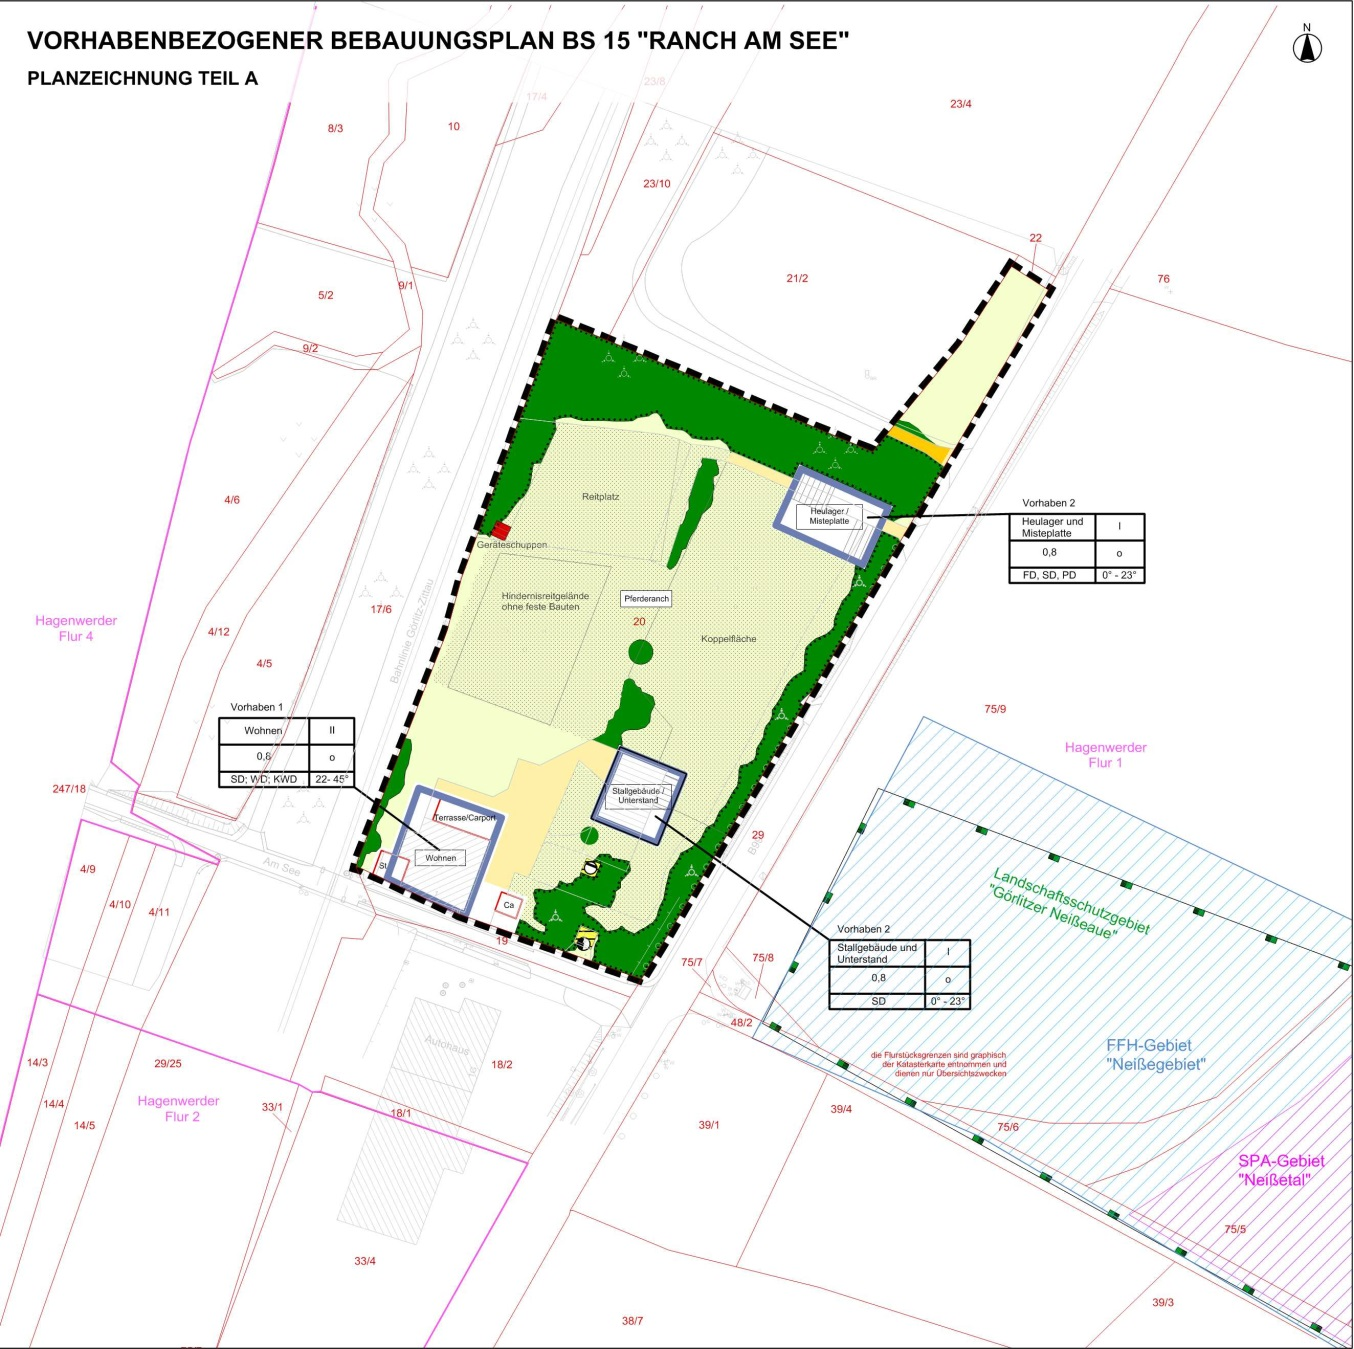 VORHABENBEZOGENER BEBAUUNGSPLAN BS 15 "RANCH AM SEE"
PLANZEICHNUNG TEIL A
N
23/8
17/4
23/4
8/3
10
23/10
22
76
21/2
9/1
5/2
9/2
4/6
Reitplatz
Heulager /
Misteplatte
Vorhaben 2
Heulager und
Misteplatte
I
0,8
o
FD, SD, PD
0° - 23°
Geräteschuppen
Hindernisreitgelände
ohne feste Bauten
Pferderanch
20
Koppelfläche
17/6
Bahnlinie Görlitz-Zittau
Hagenwerder
Flur 4
4/12
4/5
Vorhaben 1
Wohnen
II
0,8
o
SD; WD; KWD
22- 45°
75/9
Hagenwerder
Flur 1
247/18
Stallgebäude /
Unterstand
Terrasse/Carport
Wohnen
St
Ca
29
Am See
4/9
4/10
4/11
19
Landschaftsschutzgebiet
"Görlitzer Neißeaue"
Vorhaben 2
Stallgebäude und
Unterstand
I
0,8
o
SD
0° - 23°
75/7
75/8
48/2
Autohaus
18/2
die Flurstücksgrenzen sind graphisch
der Katasterkarte entnommen und
dienen nur Übersichtszwecken
FFH-Gebiet
"Neißegebiet"
14/3
29/25
14/4
Hagenwerder
Flur 2
33/1
18/1
14/5
39/1
39/4
75/6
SPA-Gebiet
"Neißetal"
75/5
33/4
39/3
38/7